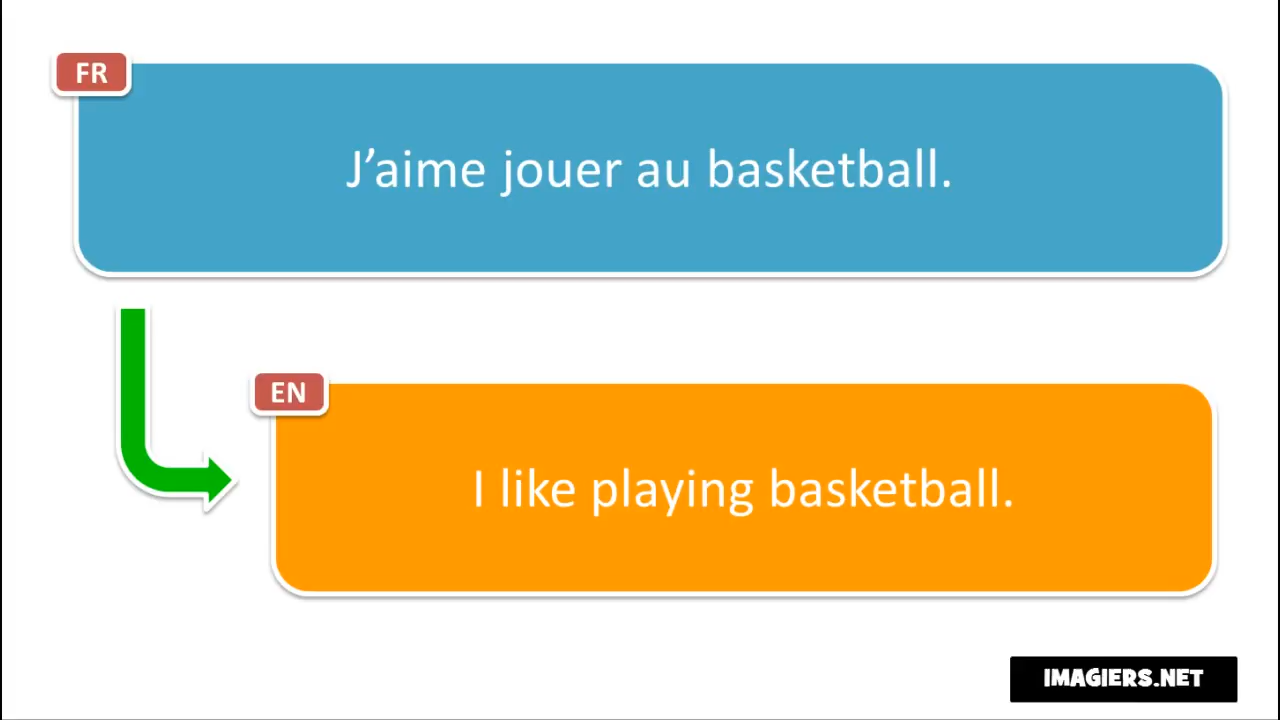 FR
J’aime jouer au basketball.
EN
I like playing basketball.
IMAGIERS.NET